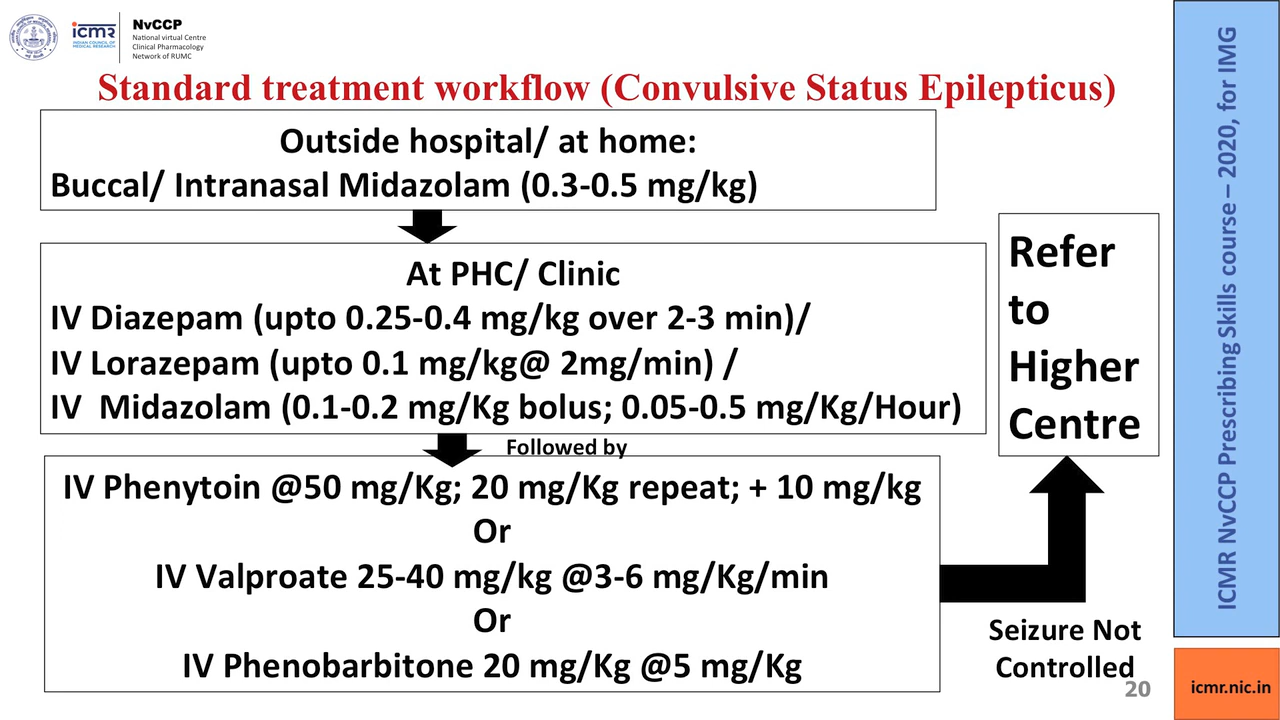 icmr
INDIAN COUNCIL OF
MEDICAL RESEARCH
NvCCP
National virtual Centre
Clinical Pharmacology
Network of RUMC
Standard treatment workflow (Convulsive Status Epilepticus)
Outside hospital/ at home:
Buccal/ Intranasal Midazolam (0.3-0.5 mg/kg)
At PHC/ Clinic
IV Diazepam (upto 0.25-0.4 mg/kg over 2-3 min)/
IV Lorazepam (upto 0.1 mg/kg@ 2mg/min) /
IV Midazolam (0.1-0.2 mg/Kg bolus; 0.05-0.5 mg/Kg/Hour)
Followed by
IV Phenytoin @50 mg/Kg; 20 mg/Kg repeat; + 10 mg/kg
Or
IV Valproate 25-40 mg/kg @3-6 mg/Kg/min
Or
IV Phenobarbitone 20 mg/Kg @5 mg/Kg
Refer
to
Higher
Centre
Seizure Not
Controlled
20
ICMR NvCCP Prescribing Skills course – 2020, for IMG
icmr.nic.in